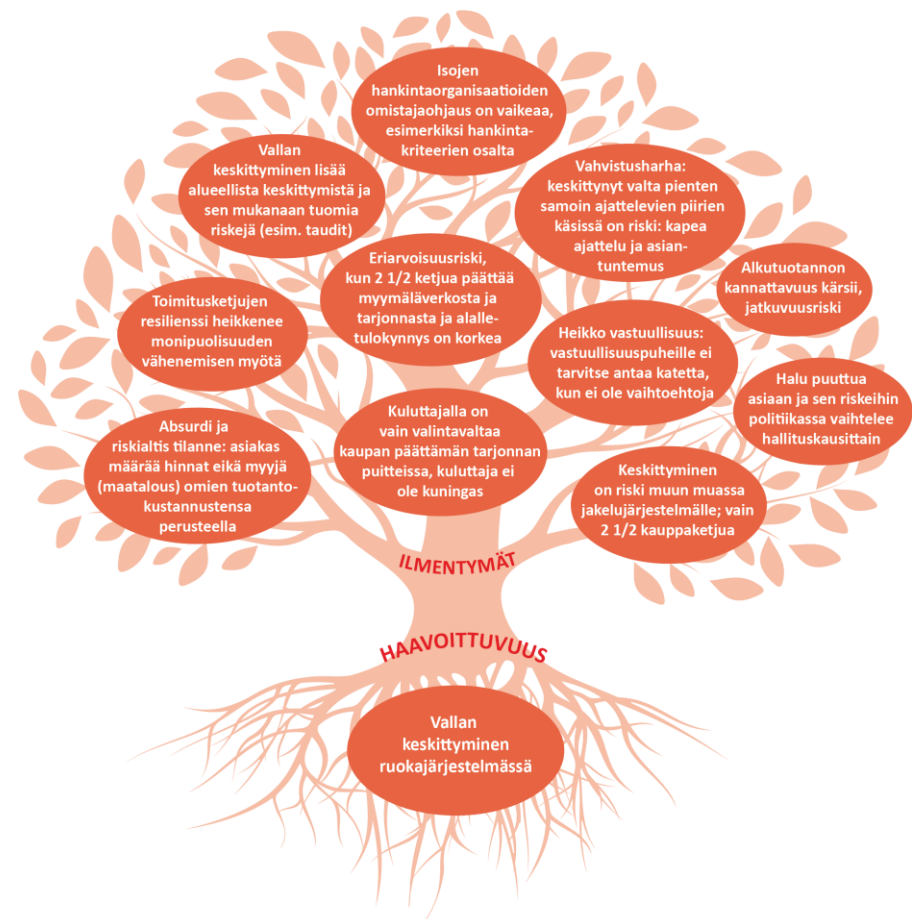 Isojen
hankintaorganisaatioiden
omistajaohjaus on vaikeaa,
esimerkiksi hankinta-
kriteerien osalta
Vallan
keskittyminen lisää
alueellista keskittymistä ja
sen mukanaan tuomia
riskejä (esim. taudit)
Vahvistusharha:
keskittynyt valta pienten
samoin ajattelevien piirien
käsissä on riski: kapea
ajattelu ja asian-
tuntemus
Eriarvoisuusriski,
kun 2 1/2 ketjua päättää
myymäläverkosta ja
tarjonnasta ja alalle-
tulokynnys on korkea
Alkutuotannon
kannattavuus kärsii,
jatkuvuusriski
Toimitusketjujen
resilienssi heikkenee
monipuolisuuden
vähenemisen myötä
Heikko vastuullisuus:
vastuullisuuspuheille ei
tarvitse antaa katetta,
kun ei ole vaihtoehtoja
Halu puuttua
asiaan ja sen riskeihin
politiikassa vaihtelee
hallituskausittain
Absurdi ja
riskialtis tilanne: asiakas
määrää hinnat eikä myyjä
(maatalous) omien tuotanto-
kustannustensa
perusteella
Kuluttajalla on
vain valintavaltaa
kaupan päättämän tarjonnan
puitteissa, kuluttaja ei
ole kuningas
Keskittyminen
on riski muun muassa
jakelujärjestelmälle; vain
2 1/2 kauppaketjua
ILMENTYMÄT
HAAVOITTUVUUS
Vallan
keskittyminen
ruokajärjestelmässä